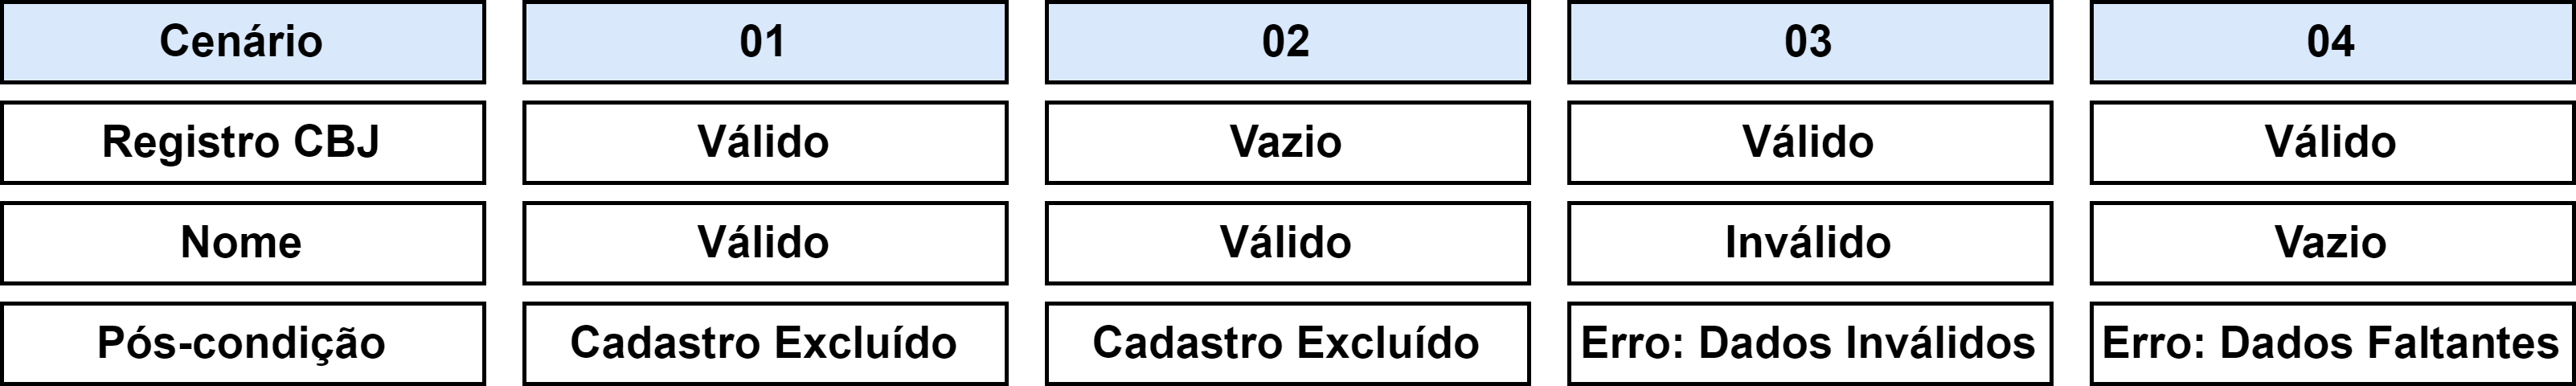 Cenário 01 02 03 04
Registro CBJ Válido Vazio Válido Válido
Nome Válido Válido Inválido Vazio
Pós-condição Cadastro Excluído Cadastro Excluído Erro: Dados Inválidos Erro: Dados Faltantes